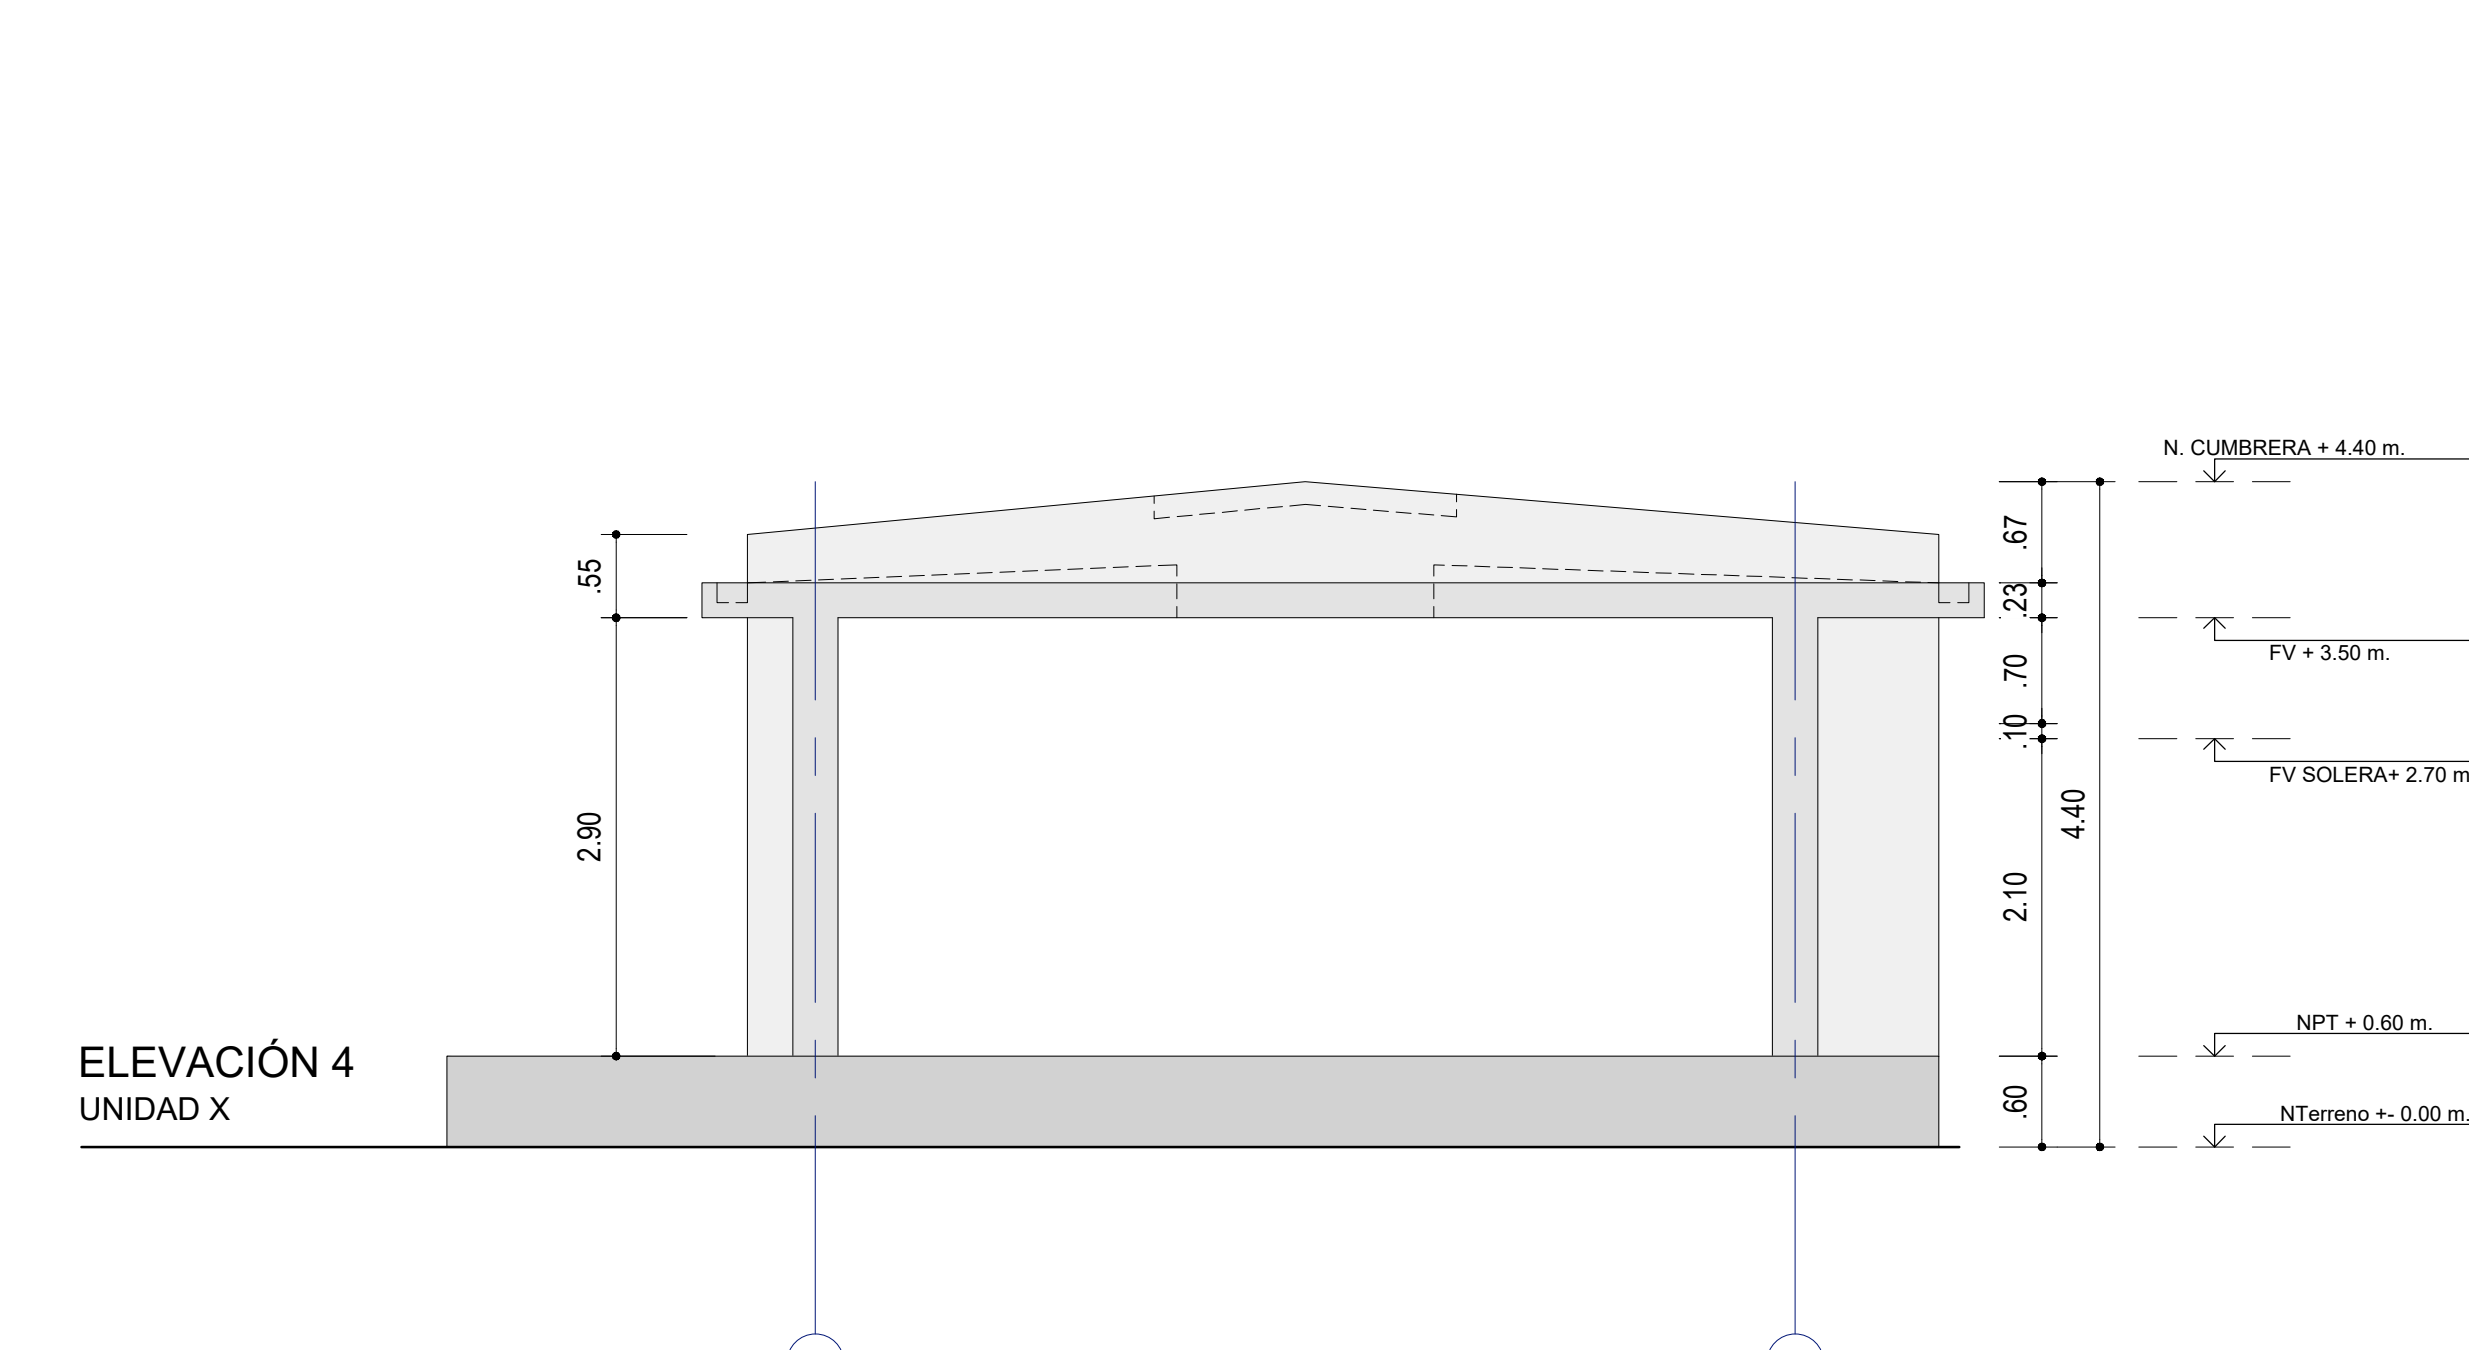 N. CUMBRERA + 4.40 m.
.67
.55
.23
FV + 3.50 m.
.70
.10
FV SOLERA+ 2.70 m
4.40
2.90
2.10
NPT + 0.60 m.
ELEVACIÓN 4
UNIDAD X
.60
NTerreno +- 0.00 m.